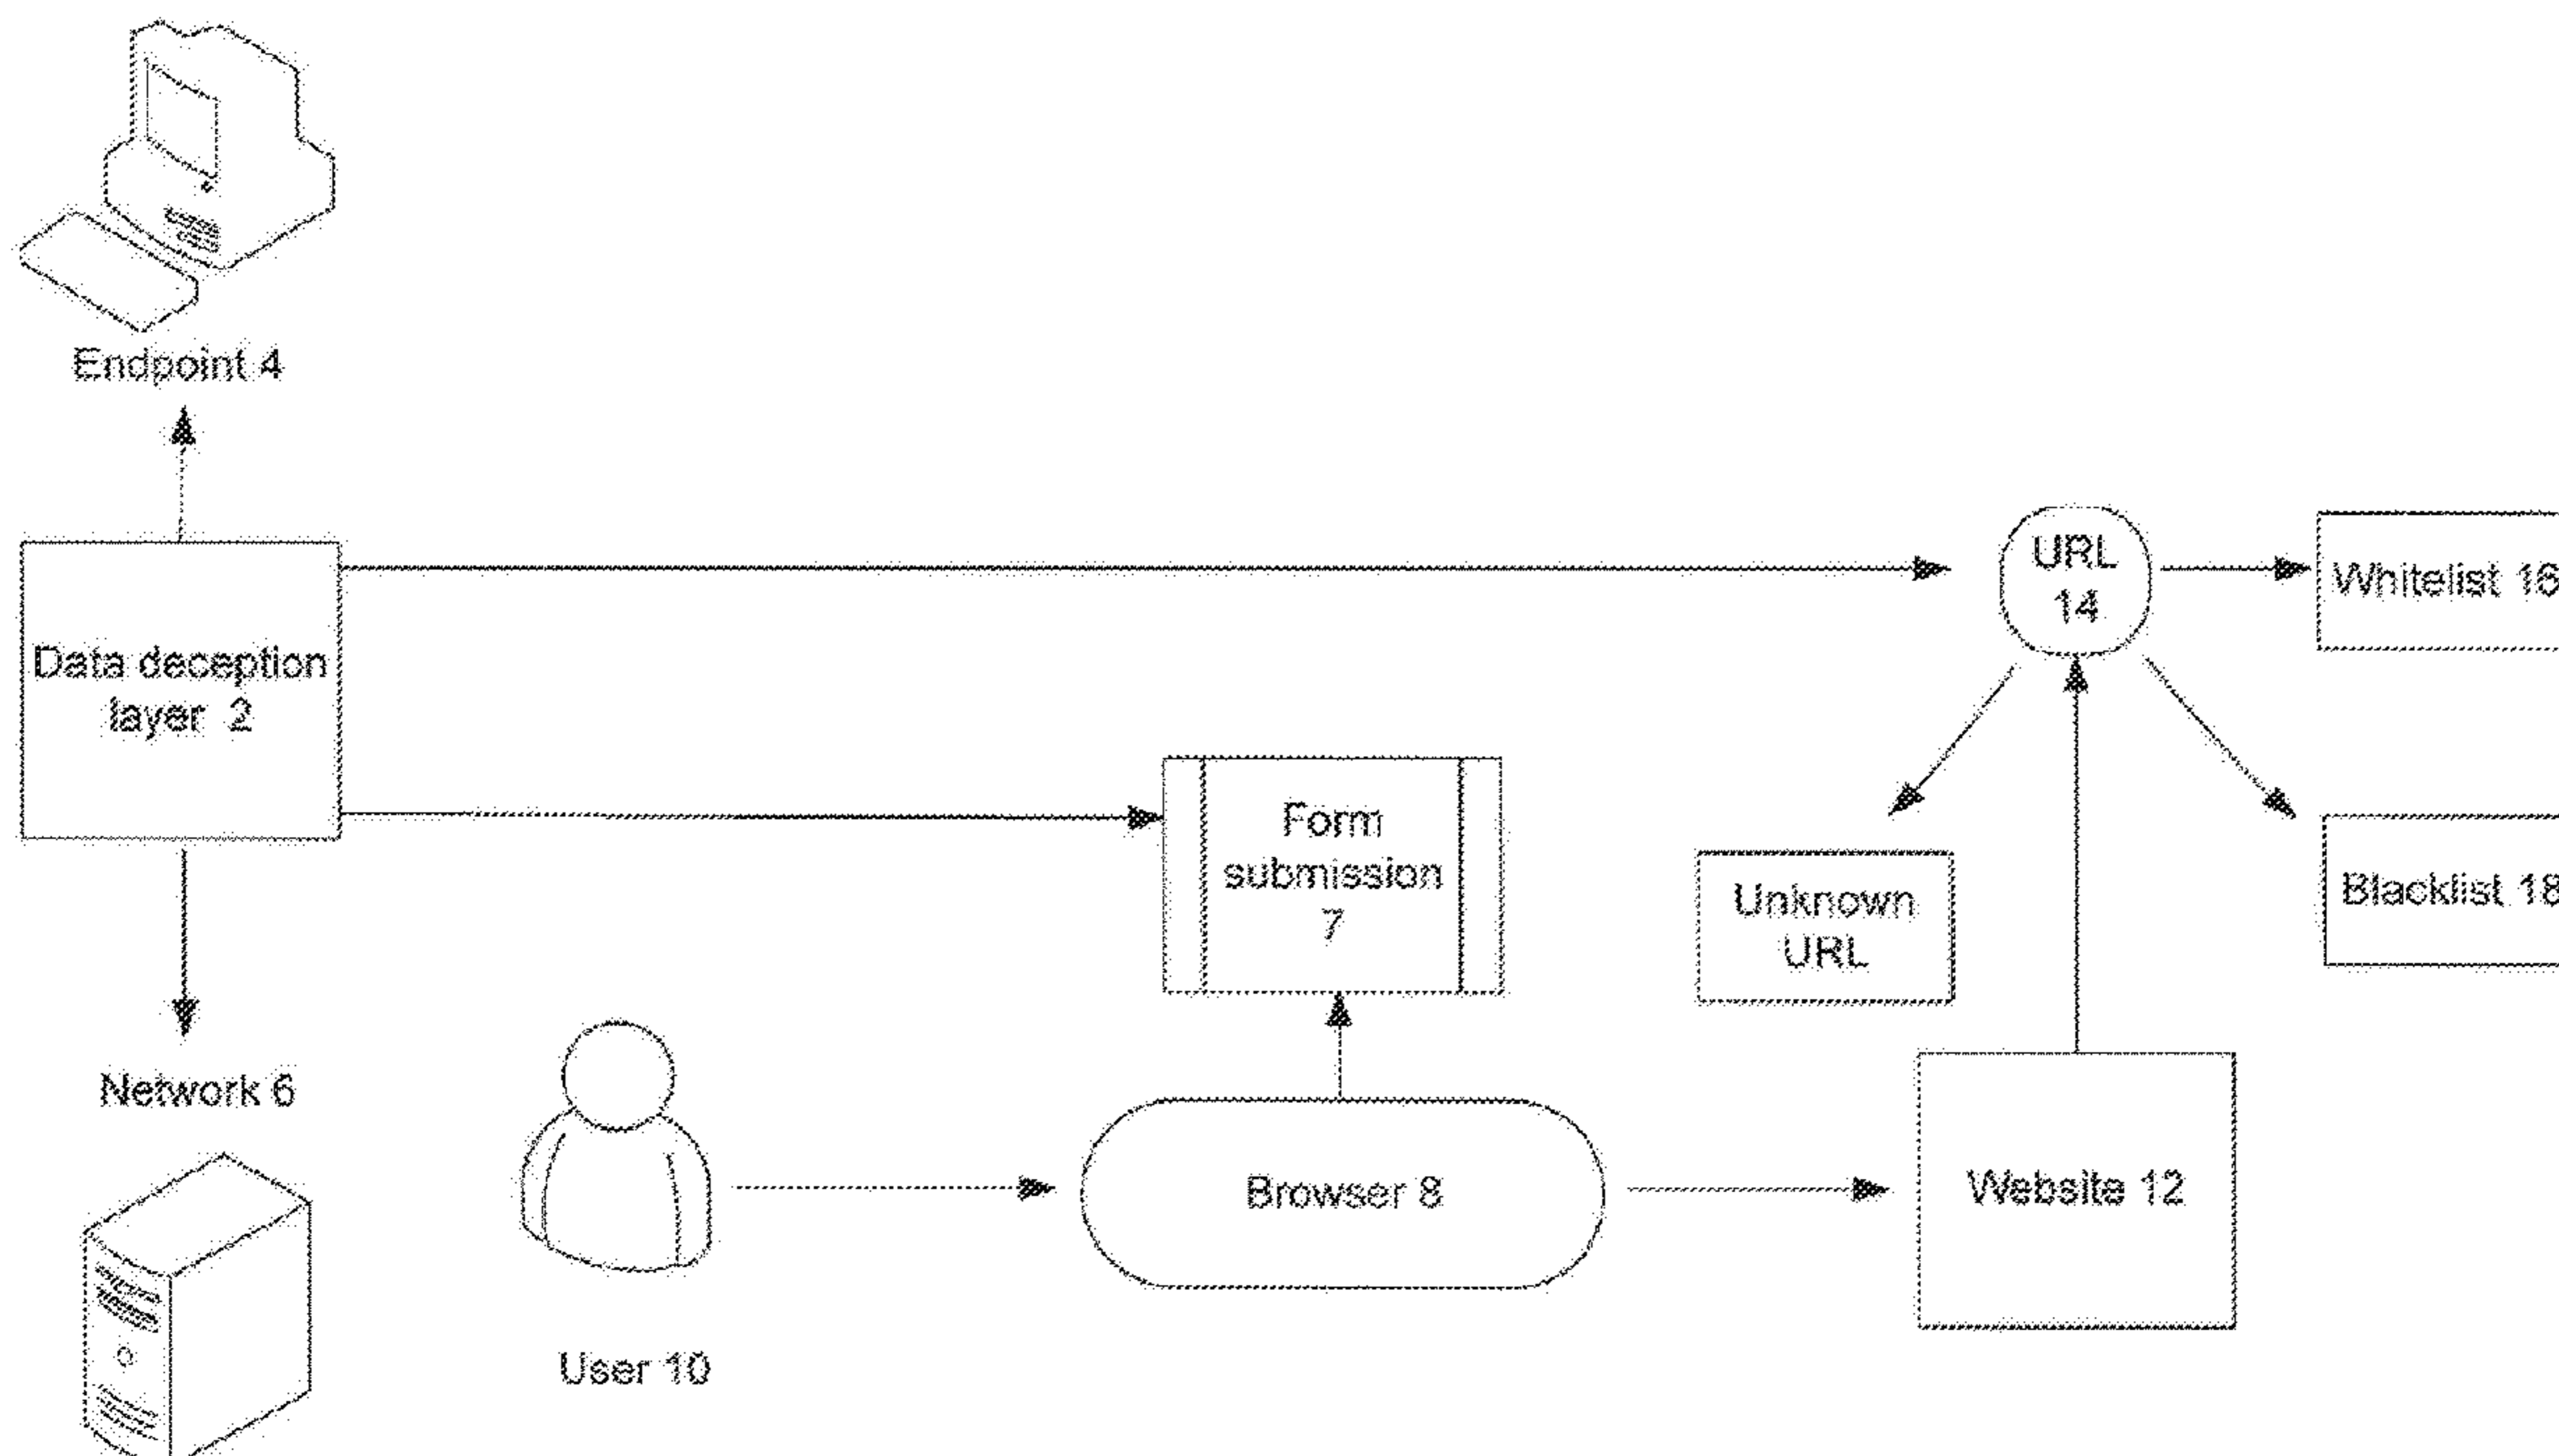 Endpoint 4
URL
14
Whitelist 16
Data deception
layer 2
Form
submission
7
Unknown
URL
Blacklist 18
Network 6
Browser 8
Website 12
User 10